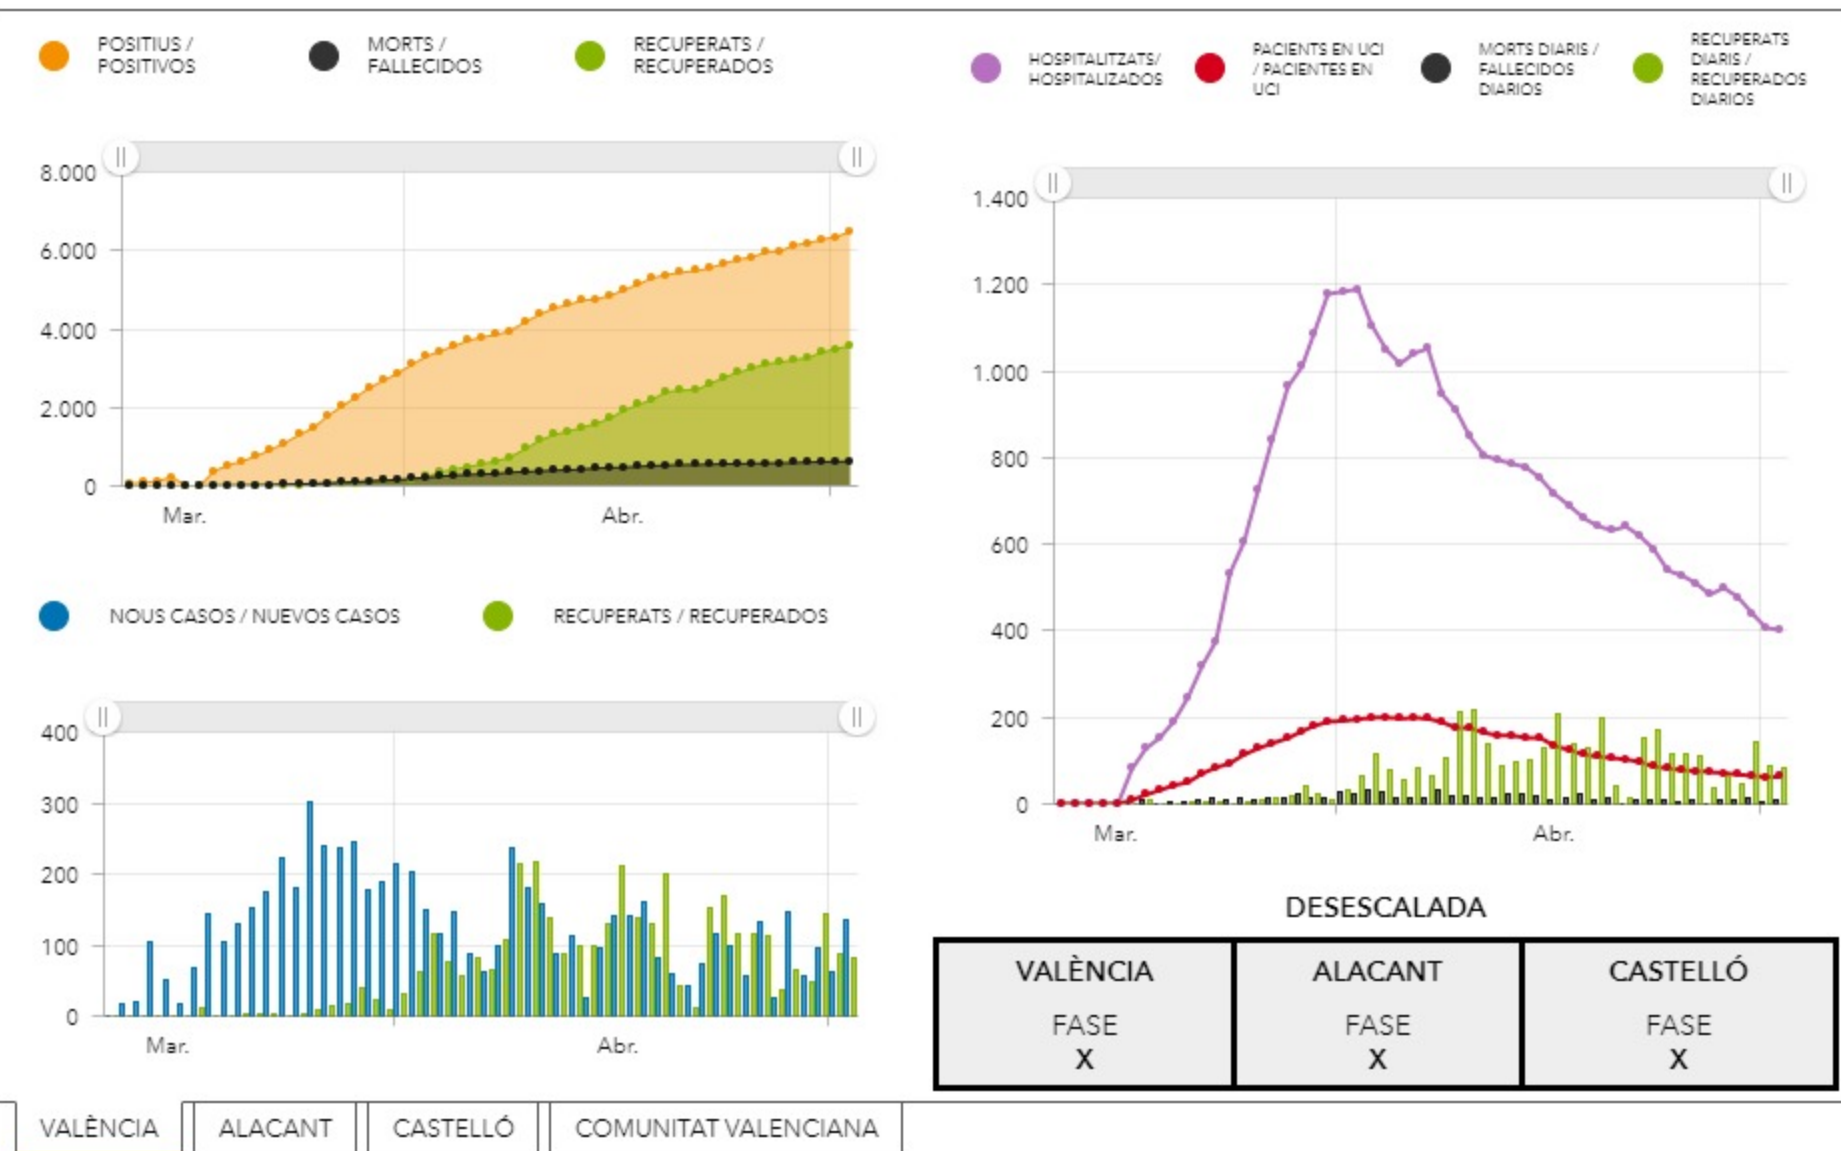 POSITIUS /
POSITIVOS
MORTS /
FALLECIDOS
RECUPERATS /
RECUPERADOS
8.000
6.000
4.000
2.000
0
Mar.
Abr.
NOUS CASOS / NUEVOS CASOS
RECUPERATS / RECUPERADOS
400
300
200
100
0
Mar.
Abr.
HOSPITALITZATS/
HOSPITALIZADOS
PACIENTS EN UCI
/ PACIENTES EN
UCI
MORTS DIARIS /
FALLECIDOS
DIARIOS
RECUPERATS
DIARIS /
RECUPERADOS
DIARIOS
1.400
1.200
1.000
800
600
400
200
0
Mar.
Abr.
DESESCALADA
VALÈNCIA
FASE
X
ALACANT
FASE
X
CASTELLÓ
FASE
X
VALÈNCIA
ALACANT
CASTELLÓ
COMUNITAT VALENCIANA